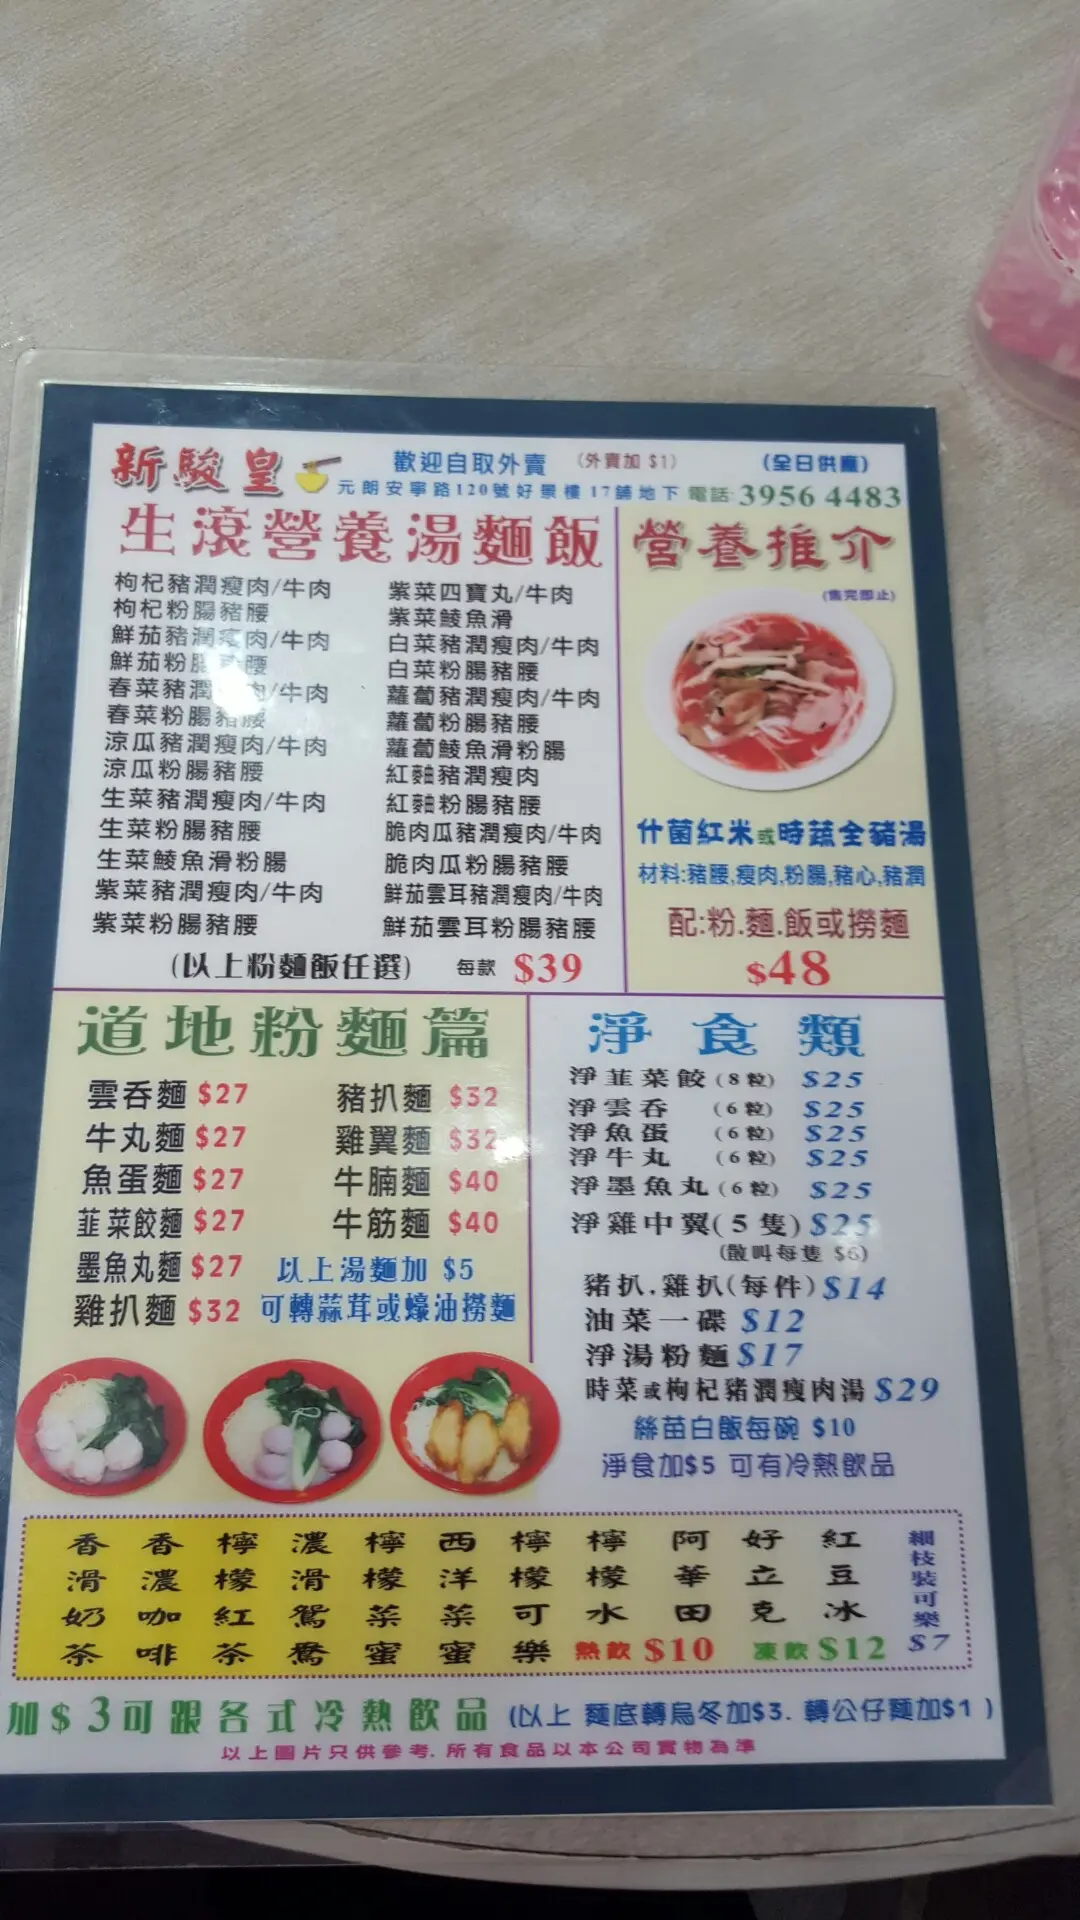 新駿皇
歡迎自取外賣 (外賣加 $1) (全日供應)
元朗安寧路120號好景樓17舖地下 電話:3956 4483
生滾營養湯麵飯
枸杞豬潤瘦肉/牛肉
枸杞粉腸豬腰
鮮茄豬潤瘦肉/牛肉
鮮茄粉腸豬腰
春菜豬潤瘦肉/牛肉
春菜粉腸豬腰
涼瓜豬潤瘦肉/牛肉
涼瓜粉腸豬腰
生菜豬潤瘦肉/牛肉
生菜粉腸豬腰
生菜鯪魚滑粉腸
紫菜豬潤瘦肉/牛肉
紫菜粉腸豬腰
紫菜四寶丸/牛肉
紫菜鯪魚滑
白菜豬潤瘦肉/牛肉
白菜粉腸豬腰
蘿蔔豬潤瘦肉/牛肉
蘿蔔粉腸豬腰
蘿蔔鯪魚滑粉腸
紅麯豬潤瘦肉
紅麯粉腸豬腰
脆肉瓜豬潤瘦肉/牛肉
脆肉瓜粉腸豬腰
鮮茄雲耳豬潤瘦肉/牛肉
鮮茄雲耳粉腸豬腰
(以上粉麵飯任選) 每款 $39
營養推介
(售完即止)
什菌紅米或時蔬全豬湯
材料:豬腰,瘦肉,粉腸,豬心,豬潤
配:粉.麵.飯或撈麵
$48
道地粉麵篇
雲吞麵 $27
牛丸麵 $27
魚蛋麵 $27
韮菜餃麵 $27
墨魚丸麵 $27
雞扒麵 $32
豬扒麵 $32
雞翼麵 $32
牛腩麵 $40
牛筋麵 $40
以上湯麵加 $5
可轉蒜茸或蠔油撈麵
淨食類
淨韮菜餃(8粒) $25
淨雲吞 (6粒) $25
淨魚蛋 (6粒) $25
淨牛丸 (6粒) $25
淨墨魚丸(6粒) $25
淨雞中翼(5隻) $25
(散叫每隻 $6)
豬扒.雞扒(每件) $14
油菜一碟 $12
淨湯粉麵 $17
時菜或枸杞豬潤瘦肉湯 $29
絲苗白飯每碗 $10
淨食加$5 可有冷熱飲品
香滑奶茶
香濃咖啡
檸檬紅茶
濃滑鴛鴦
檸檬菜蜜
西洋菜蜜
檸檬可樂
檸檬水
阿華田
好立克
紅豆冰
熱飲 $10 凍飲 $12
細枝裝可樂 $7
加$3可跟各式冷熱飲品 (以上 麵底轉烏冬加$3. 轉公仔麵加$1 )
以上圖片只供參考. 所有食品以本公司實物為準